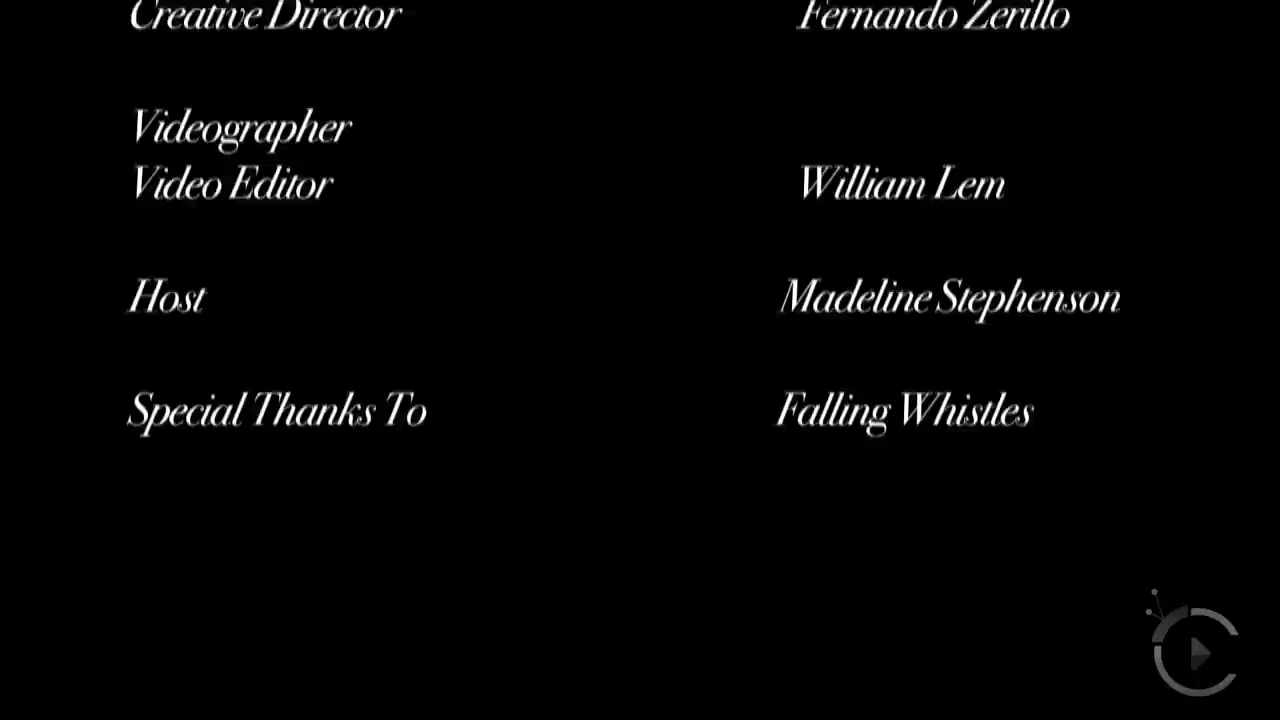 Creative Director Fernando Zerillo
Videographer
Video Editor William Lem
Host Madeline Stephenson
Special Thanks To Falling Whistles